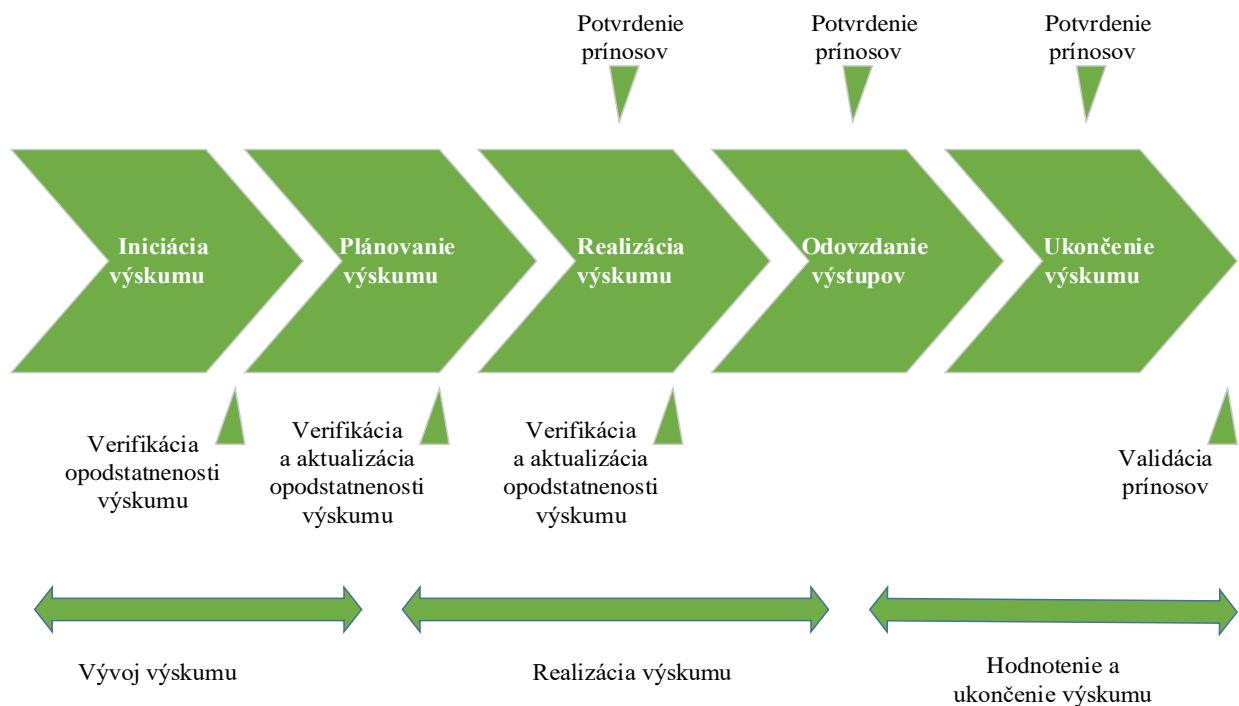 Potvrdenie
prínosov
Potvrdenie
prínosov
Potvrdenie
prínosov
Iniciácia
výskumu
Plánovanie
výskumu
Realizácia
výskumu
Odovzdanie
výstupov
Ukončenie
výskumu
Verifikácia
opodstatnenosti
výskumu
Verifikácia
a aktualizácia
opodstatnenosti
výskumu
Verifikácia
a aktualizácia
opodstatnenosti
výskumu
Validácia
prínosov
Vývoj výskumu
Realizácia výskumu
Hodnotenie a
ukončenie výskumu